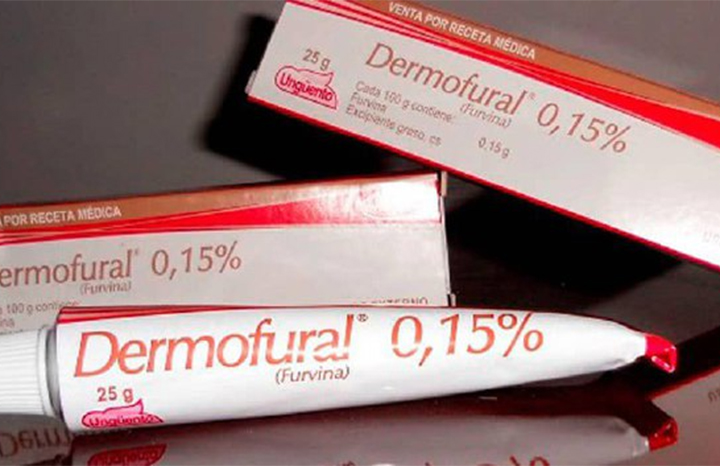 VENTA POR RECETA MÉDICA
25 g
Ungüento
Dermofural® 0,15%
(Furvina)
Cada 100 g contiene:
Furvina 0.15 g
Excipiente graso, cs
POR RECETA MÉDICA
ermofural® 0,15%
(Furvina)
100 g contiene:
Dermofural® 0,15%
(Furvina)
25 g
Ungüento